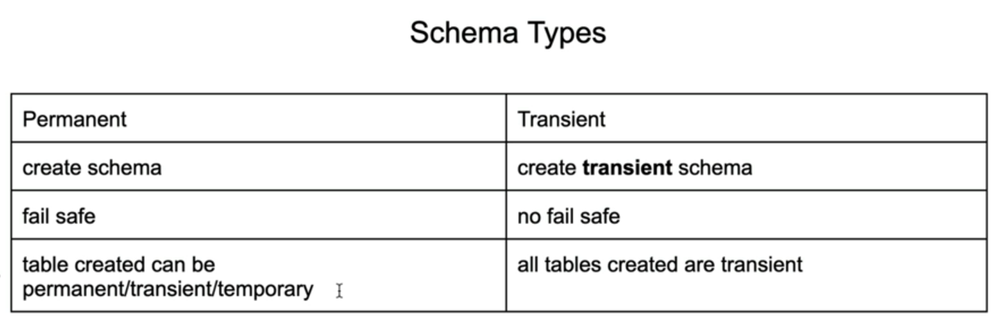 Schema Types
Permanent
Transient
create schema
create transient schema
fail safe
no fail safe
table created can be
permanent/transient/temporary
all tables created are transient